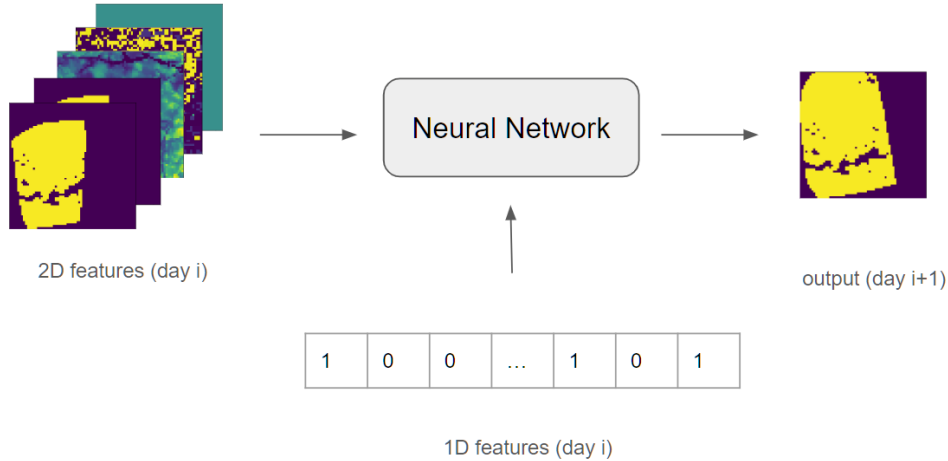 Neural Network
2D features (day i)
output (day i+1)
1 0 0 ... 1 0 1
1D features (day i)